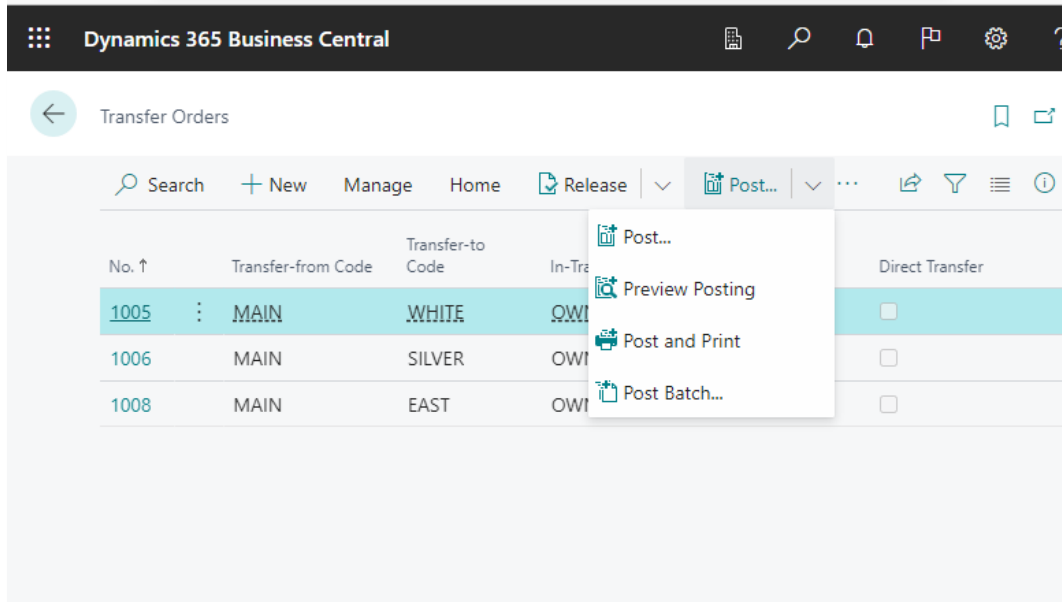 Dynamics 365 Business Central
Transfer Orders
Search New Manage Home Release Post...
Post...
Preview Posting
Post and Print
Post Batch...
No. ↑ Transfer-from Code Transfer-to Code Direct Transfer
1005 MAIN WHITE
1006 MAIN SILVER
1008 MAIN EAST